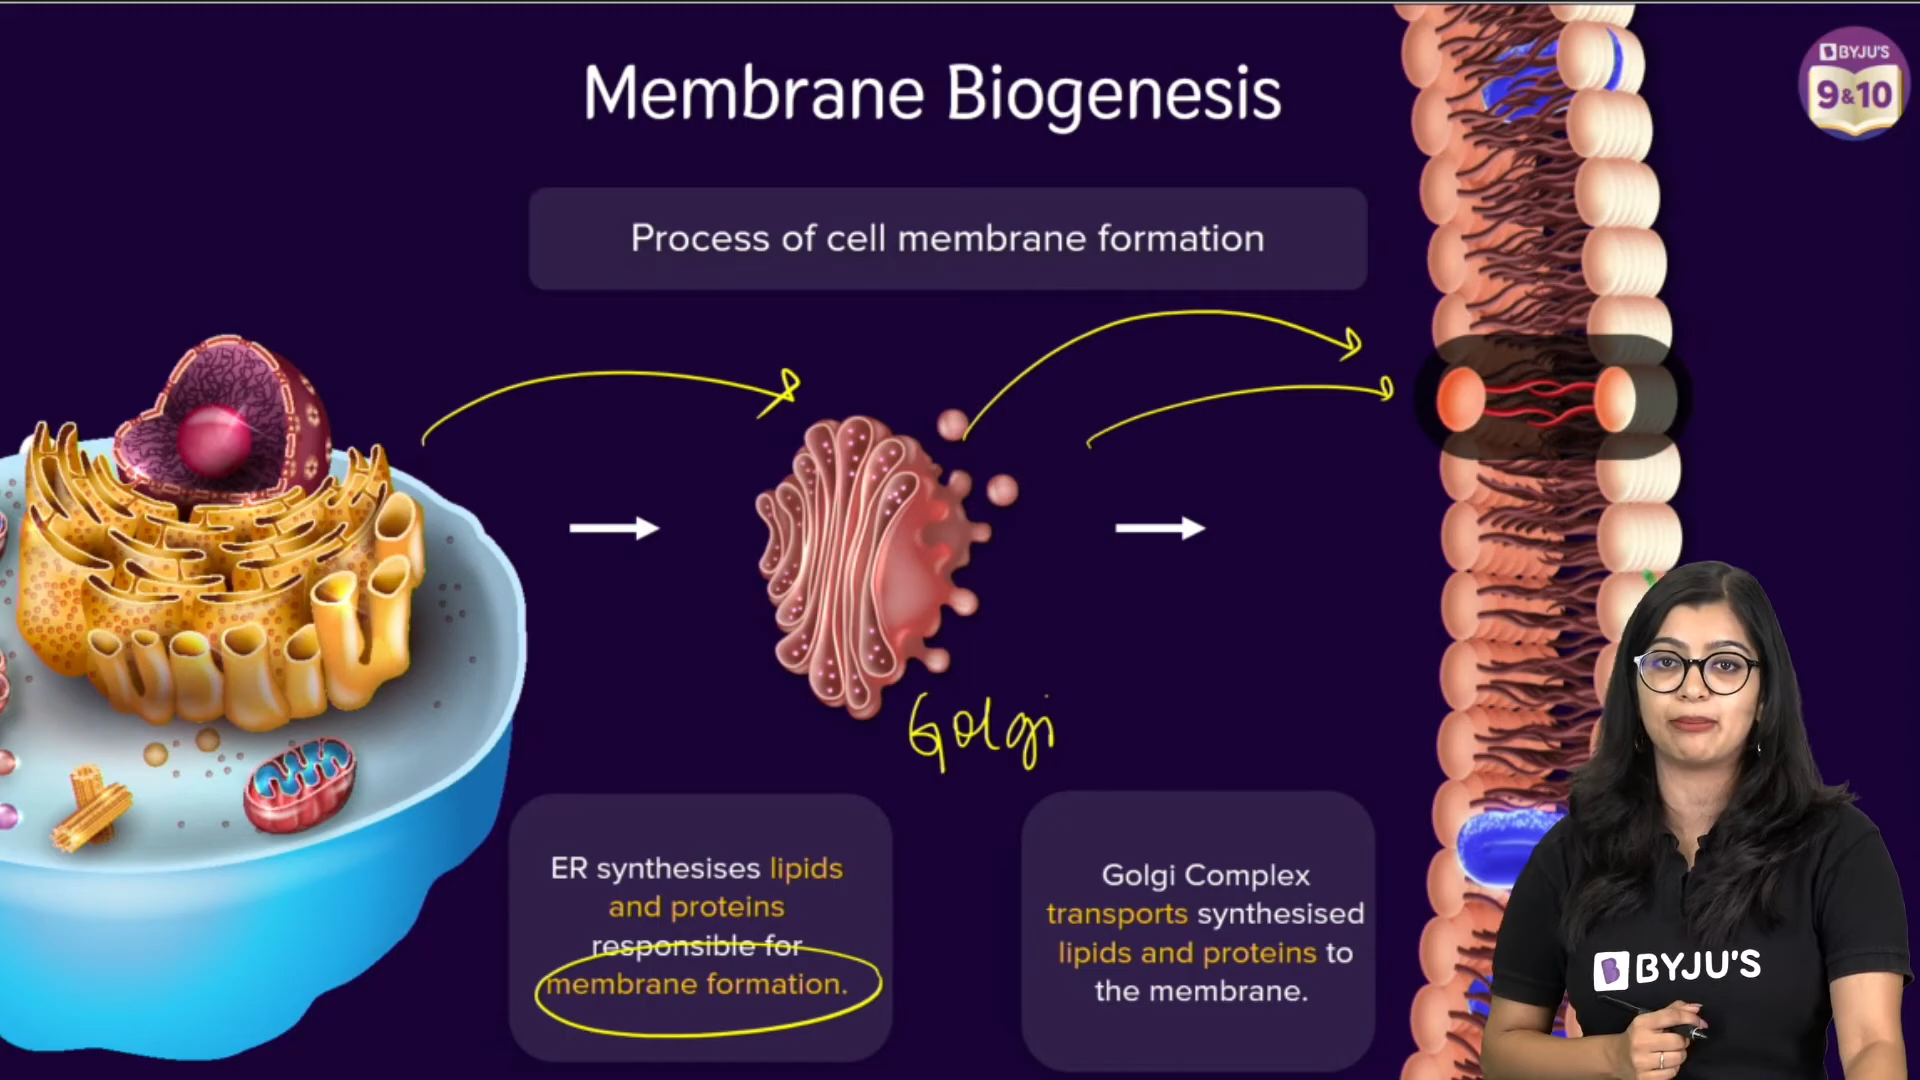 Membrane Biogenesis
BYJU'S
9&10
Process of cell membrane formation
Golgi
ER synthesises lipids
and proteins
responsible for
membrane formation.
Golgi Complex
transports synthesised
lipids and proteins to
the membrane.
BYJU'S